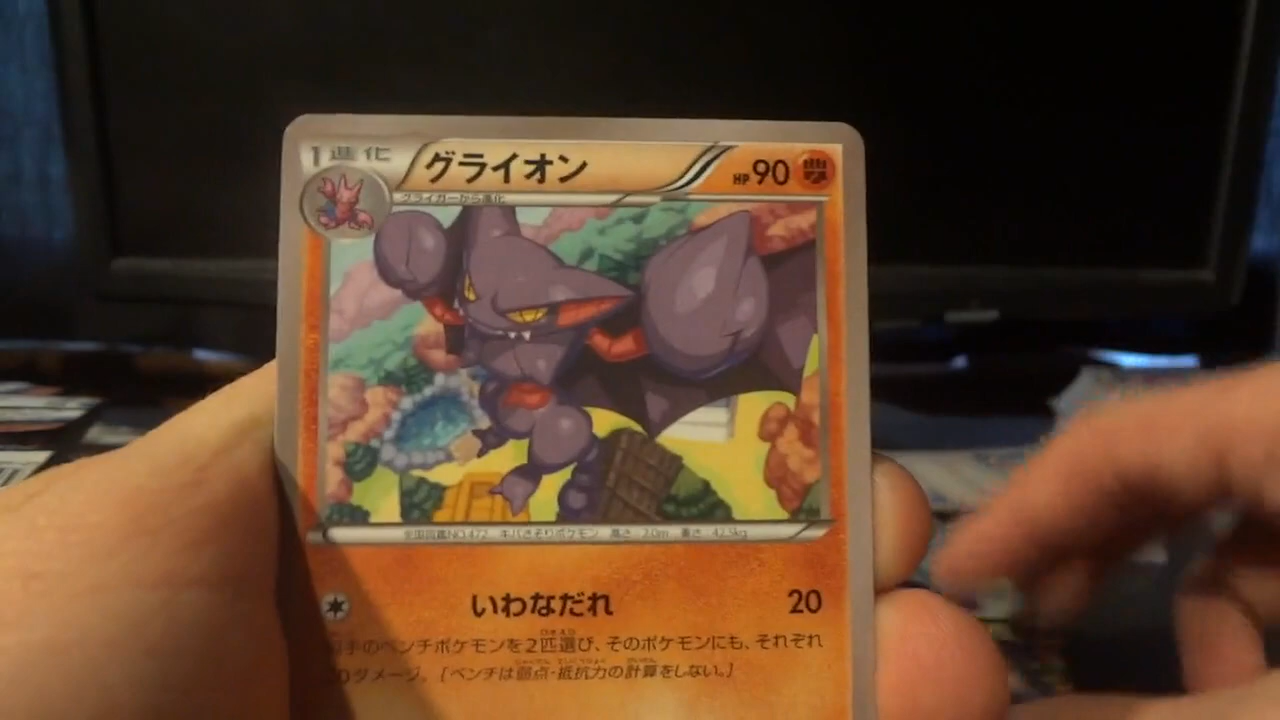 1進化
グライオン
HP90
グライガーから進化
全国図鑑NO.472 キバさそりポケモン 高さ:2.0m 重さ:42.5kg
いわなだれ 20
手のベンチポケモンを2匹選び、そのポケモンにも、それぞれ
ダメージ。[ベンチは弱点・抵抗力の計算をしない。]